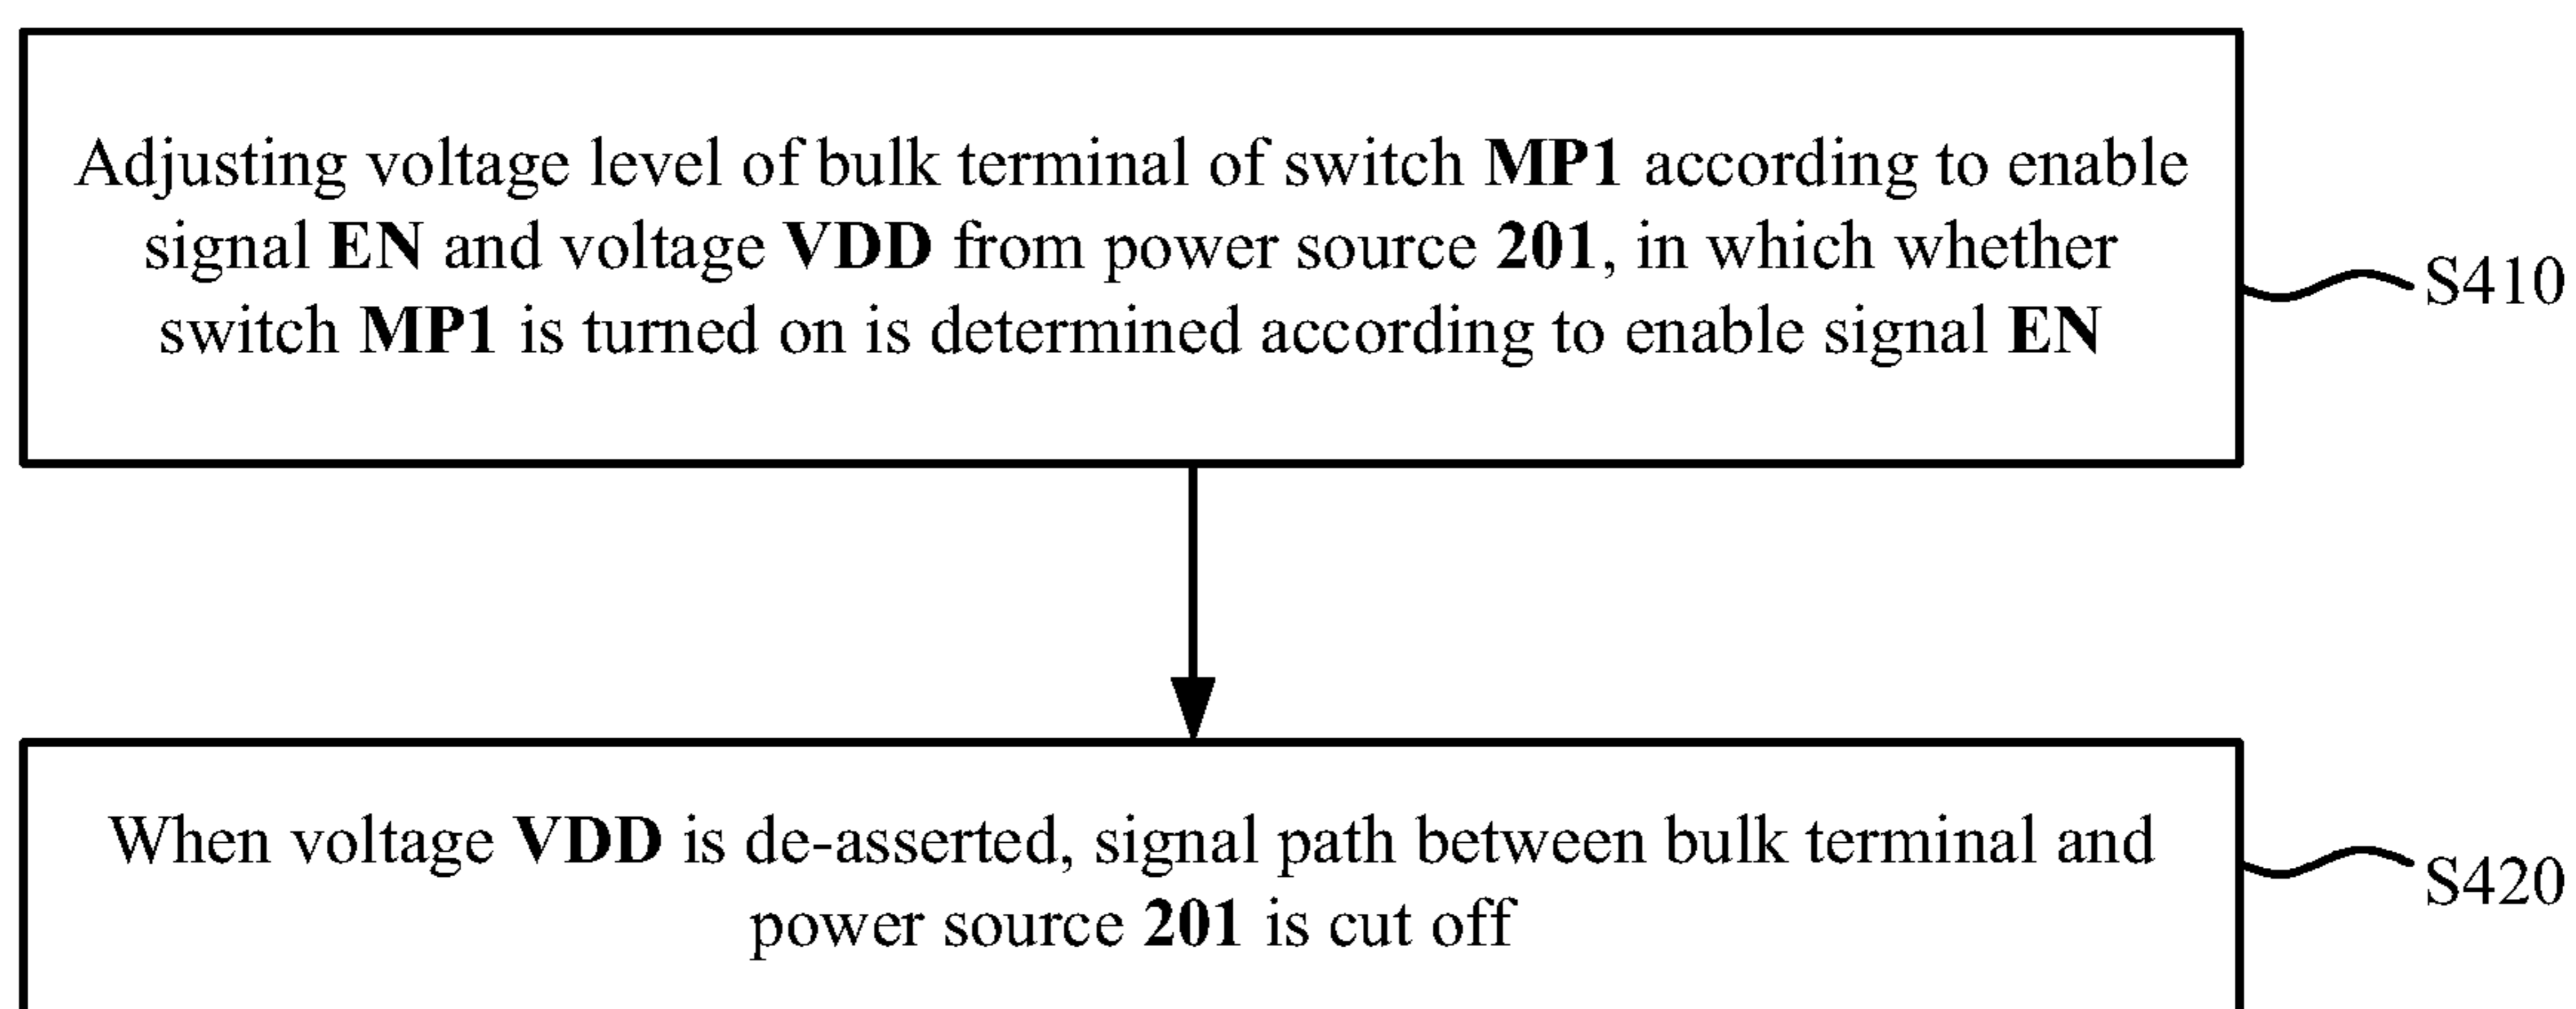 Adjusting voltage level of bulk terminal of switch MP1 according to enable
signal EN and voltage VDD from power source 201, in which whether
switch MP1 is turned on is determined according to enable signal EN
S410
When voltage VDD is de-asserted, signal path between bulk terminal and
power source 201 is cut off
S420